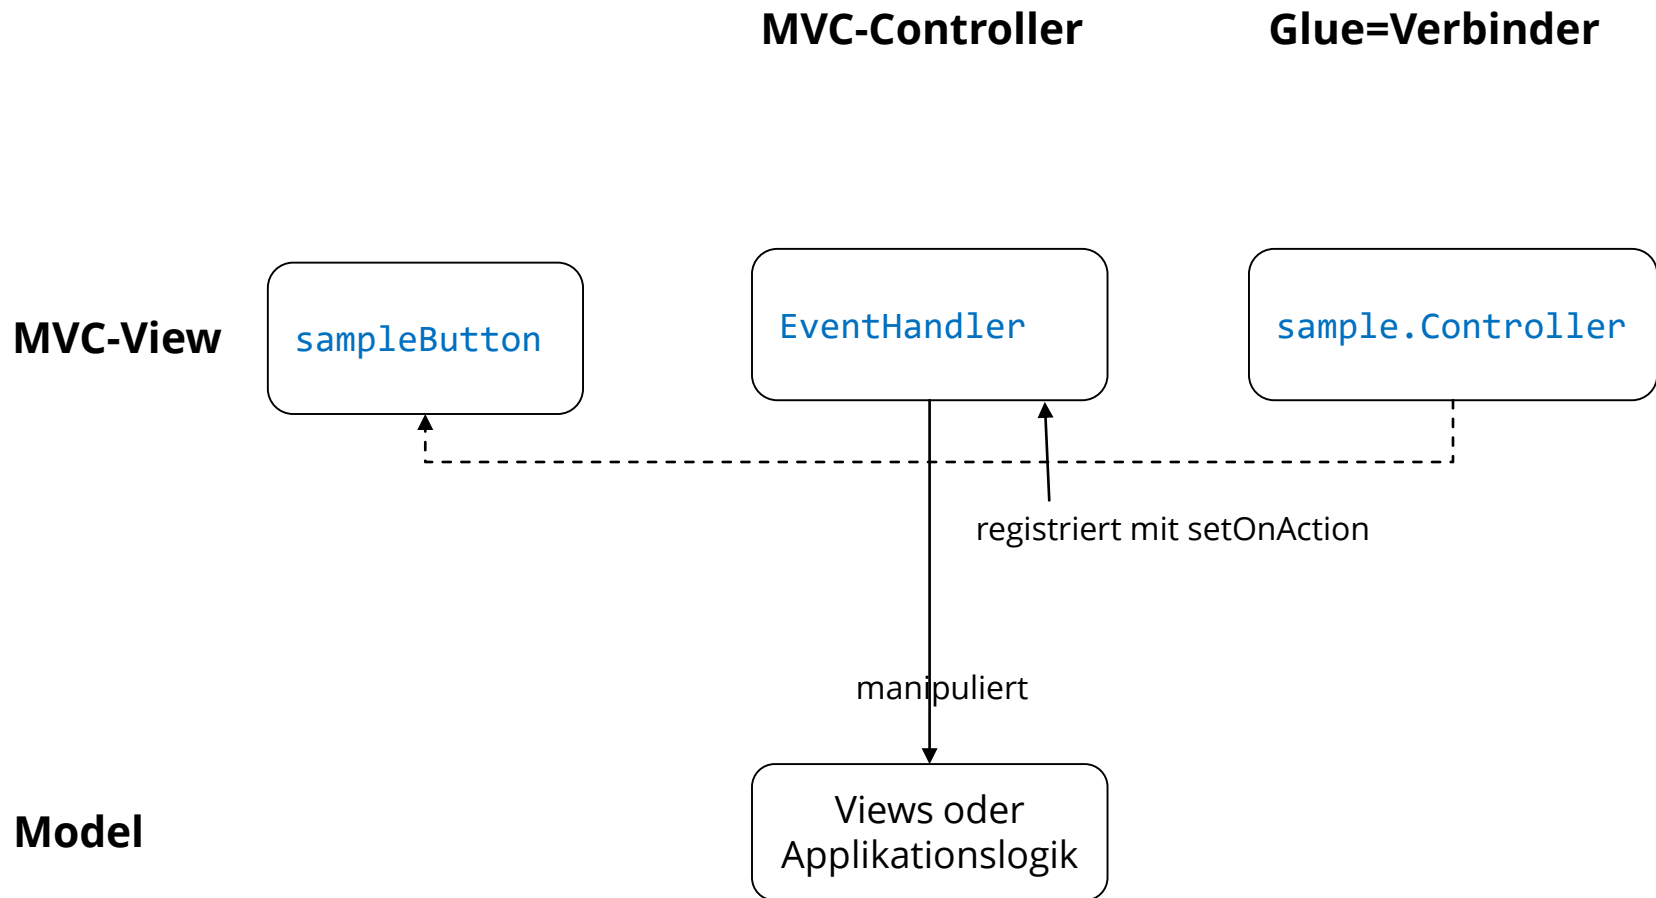 MVC-Controller
Glue=Verbinder
MVC-View
sampleButton
EventHandler
sample.Controller
registriert mit setOnAction
manipuliert
Model
Views oder
Applikationslogik